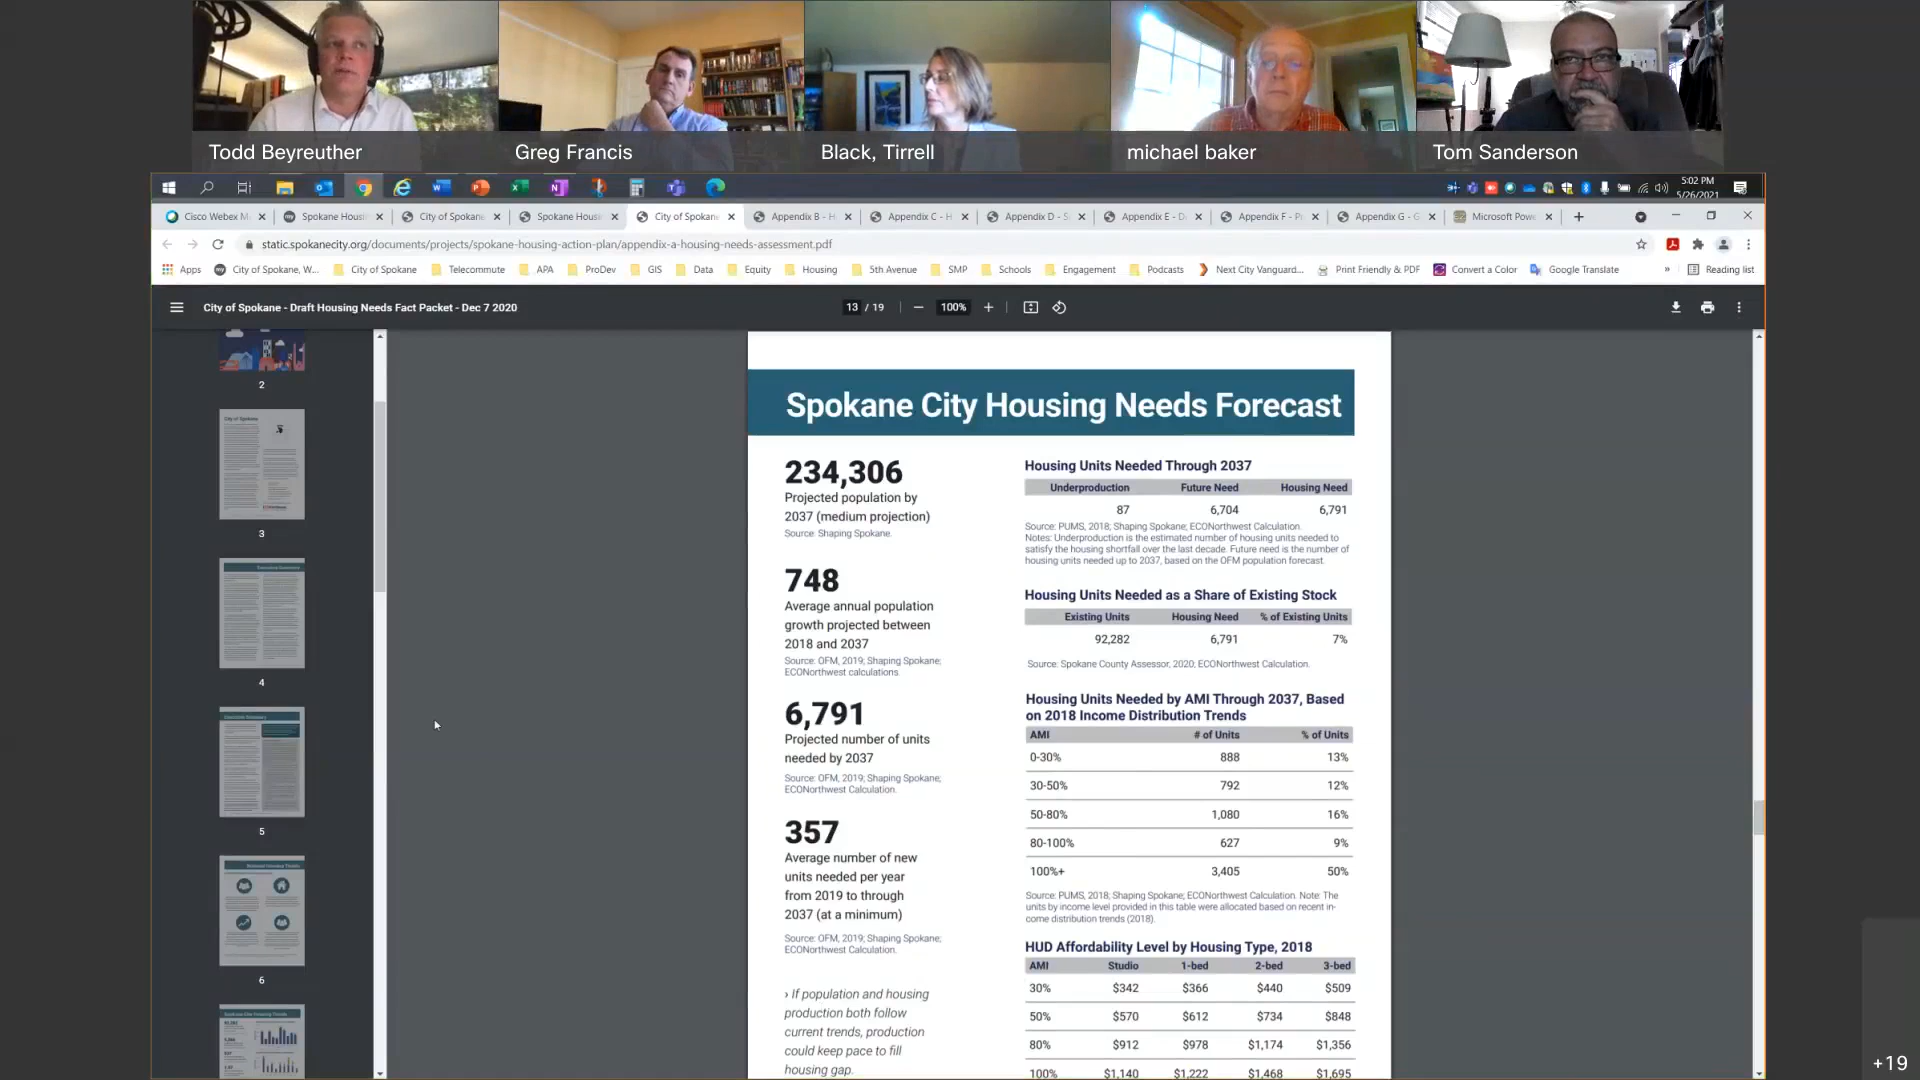 Todd Beyreuther
Greg Francis
Black, Tirrell
michael baker
Tom Sanderson
5:02 PM
5/26/2021
Cisco Webex M
Spokane Housi
City of Spokane
Spokane House
City of Spokane
Appendix B - H
Appendix C - H
Appendix D - S
Appendix E - D
Appendix F - P
Appendix G - G
Microsoft Pow
static.spokanecity.org/documents/projects/spokane-housing-action-plan/appendix-a-housing-needs-assessment.pdf
Apps
City of Spokane, W...
City of Spokane
Telecommute
APA
ProDev
GIS
Data
Equity
Housing
5th Avenue
SMP
Schools
Engagement
Podcasts
Next City Vanguard...
Print Friendly & PDF
Convert a Color
Google Translate
»
Reading list
City of Spokane - Draft Housing Needs Fact Packet - Dec 7 2020
13 / 19
100%
2
3
4
5
6
Spokane City Housing Needs Forecast
234,306
Projected population by
2037 (medium projection)
Source: Shaping Spokane.
748
Average annual population
growth projected between
2018 and 2037
Source: OFM, 2019; Shaping Spokane;
ECONorthwest calculations
6,791
Projected number of units
needed by 2037
Source: OFM, 2019; Shaping Spokane;
ECONorthwest Calculation.
357
Average number of new
units needed per year
from 2019 to through
2037 (at a minimum)
Source: OFM, 2019; Shaping Spokane;
ECONorthwest Calculation.
› If population and housing
production both follow
current trends, production
could keep pace to fill
housing gap.
Housing Units Needed Through 2037
Underproduction Future Need Housing Need
87 6,704 6,791
Source: PUMS, 2018; Shaping Spokane; ECONorthwest Calculation.
Notes: Underproduction is the estimated number of housing units needed to
satisfy the housing shortfall over the last decade. Future need is the number of
housing units needed up to 2037, based on the OFM population forecast.
Housing Units Needed as a Share of Existing Stock
Existing Units Housing Need % of Existing Units
92,282 6,791 7%
Source: Spokane County Assessor, 2020; ECONorthwest Calculation.
Housing Units Needed by AMI Through 2037, Based
on 2018 Income Distribution Trends
AMI # of Units % of Units
0-30% 888 13%
30-50% 792 12%
50-80% 1,080 16%
80-100% 627 9%
100%+ 3,405 50%
Source: PUMS, 2018; Shaping Spokane; ECONorthwest Calculation. Note: The
units by income level provided in this table were allocated based on recent in-
come distribution trends (2018).
HUD Affordability Level by Housing Type, 2018
AMI Studio 1-bed 2-bed 3-bed
30% $342 $366 $440 $509
50% $570 $612 $734 $848
80% $912 $978 $1,174 $1,356
100% $1,140 $1,222 $1,468 $1,695
+19